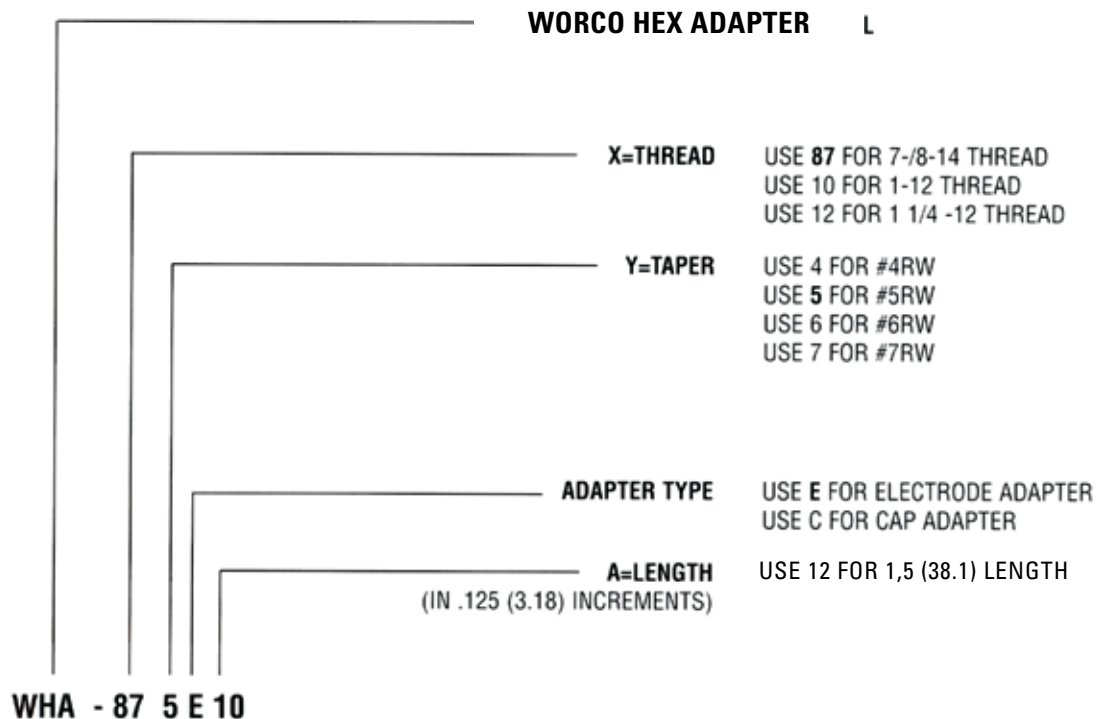 WORCO HEX ADAPTER L
X=THREAD USE 87 FOR 7-/8-14 THREAD
USE 10 FOR 1-12 THREAD
USE 12 FOR 1 1/4 -12 THREAD
Y=TAPER USE 4 FOR #4RW
USE 5 FOR #5RW
USE 6 FOR #6RW
USE 7 FOR #7RW
ADAPTER TYPE USE E FOR ELECTRODE ADAPTER
USE C FOR CAP ADAPTER
A=LENGTH USE 12 FOR 1,5 (38.1) LENGTH
(IN .125 (3.18) INCREMENTS)
WHA - 87 5 E 10